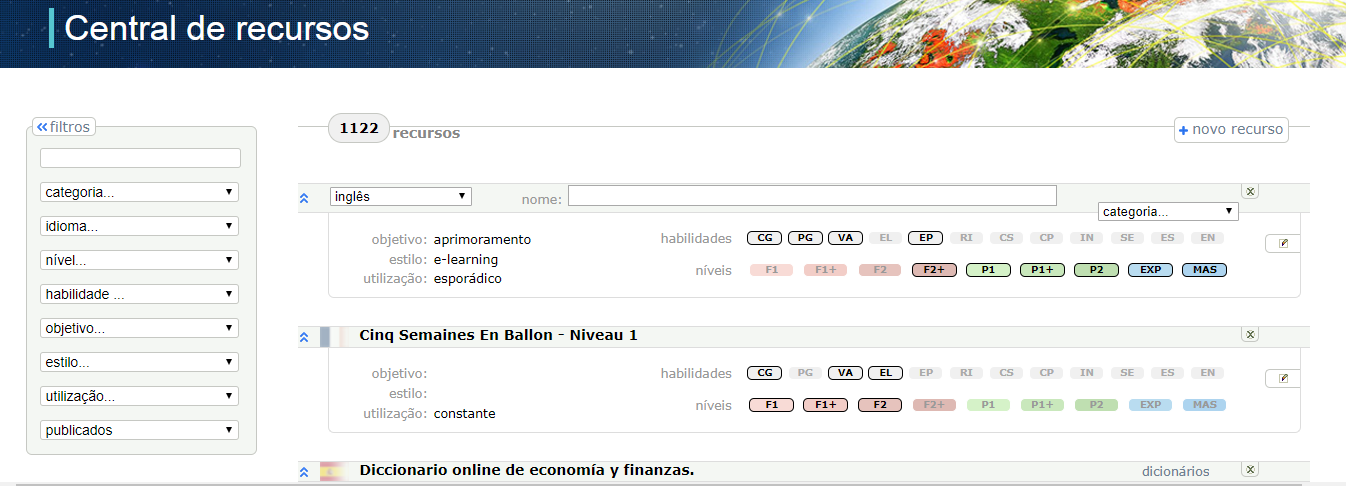 Central de recursos
filtros
categoria...
idioma...
nível...
habilidade ...
objetivo...
estilo...
utilização...
publicados
1122 recursos
+ novo recurso
inglês nome: categoria... x
objetivo: aprimoramento
estilo: e-learning
utilização: esporádico
habilidades CG PG VA EL EP RI CS CP IN SE ES EN
níveis F1 F1+ F2 F2+ P1 P1+ P2 EXP MAS
Cinq Semaines En Ballon - Niveau 1 x
objetivo:
estilo:
utilização: constante
habilidades CG PG VA EL EP RI CS CP IN SE ES EN
níveis F1 F1+ F2 F2+ P1 P1+ P2 EXP MAS
Diccionario online de economía y finanzas. dicionários x